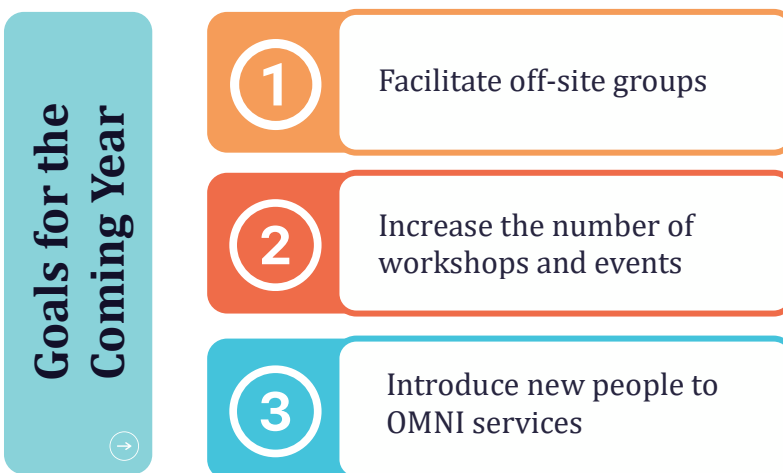 Goals for the
Coming Year
1
Facilitate off-site groups
2
Increase the number of
workshops and events
3
Introduce new people to
OMNI services